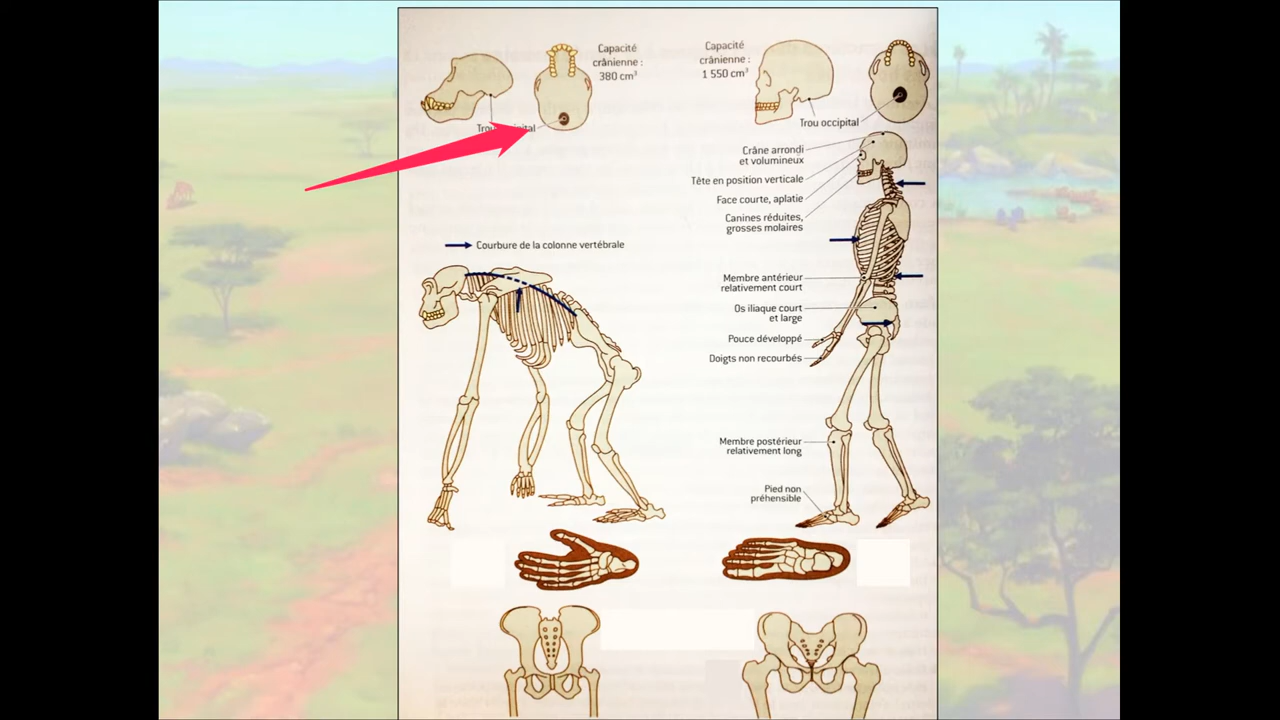 Capacité
crânienne :
380 cm³
Trou occipital
Capacité
crânienne :
1 550 cm³
Trou occipital
Crâne arrondi
et volumineux
Tête en position verticale
Face courte, aplatie
Canines réduites,
grosses molaires
Courbure de la colonne vertébrale
Membre antérieur
relativement court
Os iliaque court
et large
Pouce développé
Doigts non recourbés
Membre postérieur
relativement long
Pied non
préhensible